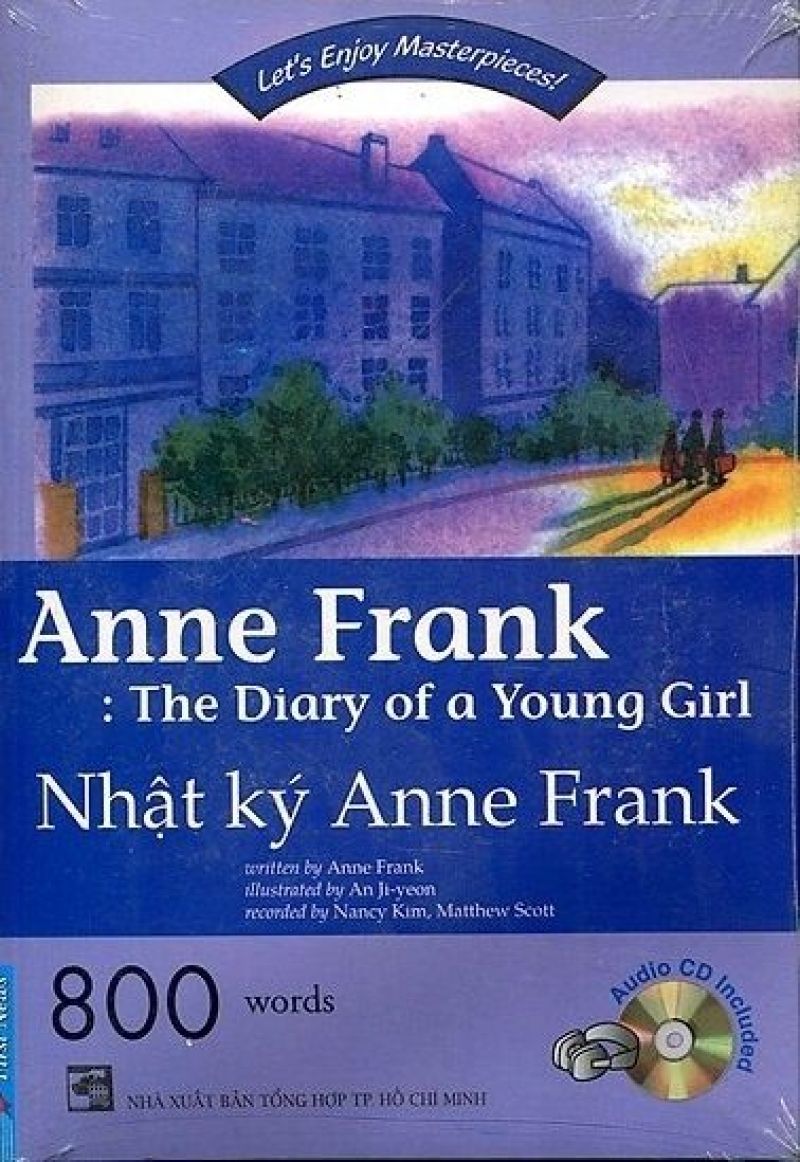 Let's Enjoy Masterpieces!
Anne Frank
: The Diary of a Young Girl
Nhật ký Anne Frank
written by Anne Frank
illustrated by An Ji-yeon
recorded by Nancy Kim, Matthew Scott
800 words
Audio CD Included
First News
NHÀ XUẤT BẢN TỔNG HỢP TP. HỒ CHÍ MINH